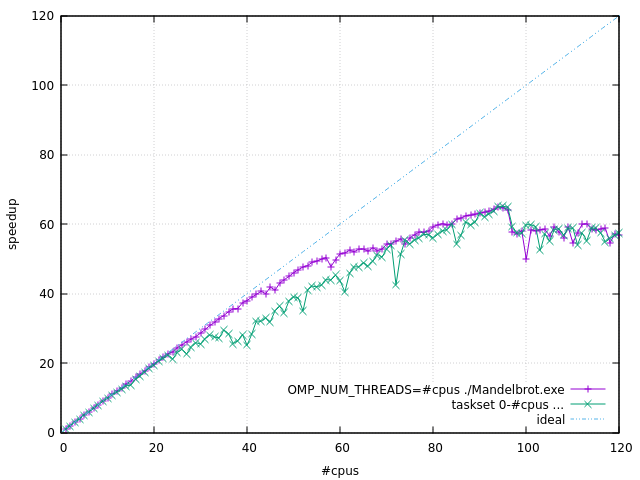 120
100
80
60
40
20
0
speedup
OMP_NUM_THREADS=#cpus ./Mandelbrot.exe
taskset 0-#cpus ...
ideal
0 20 40 60 80 100 120
#cpus